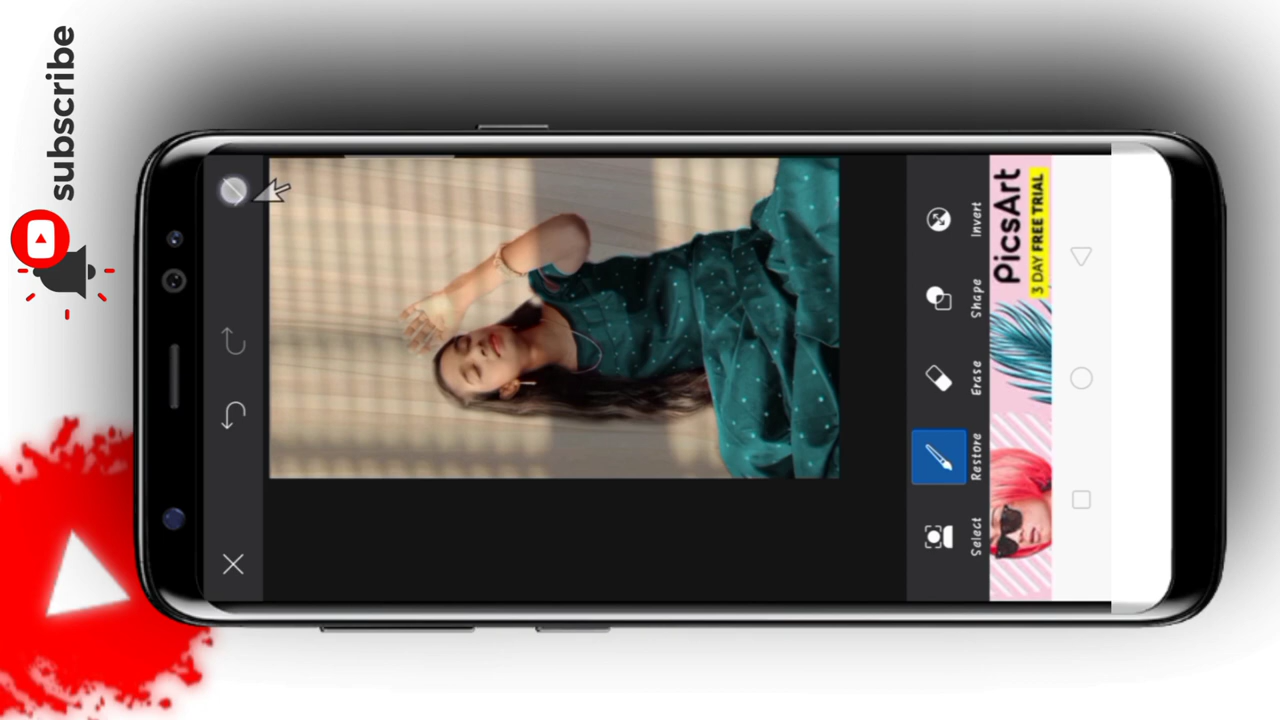 subscribe
Select
Restore
Erase
Shape
Invert
PicsArt
3 DAY FREE TRIAL